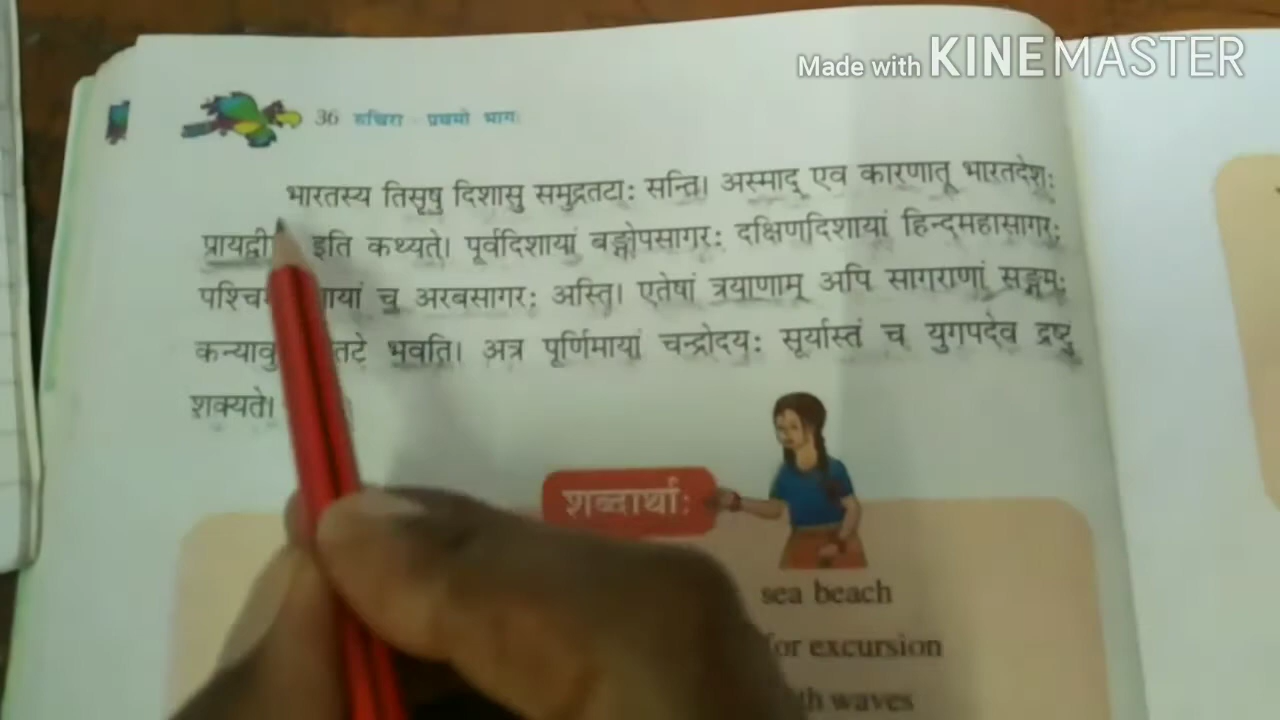 Made with KINEMASTER
36 रुचिरा - प्रथमो भागः
भारतस्य तिसृषु दिशासु समुद्रतटाः सन्ति। अस्माद् एव कारणात् भारतदेशः
इति कथ्यते। पूर्वदिशायां बङ्गोपसागरः दक्षिणदिशायां हिन्दमहासागरः
च अरबसागरः अस्ति। एतेषां त्रयाणाम् अपि सागराणां सङ्गमः
भवति। अत्र पूर्णिमायां चन्द्रोदयः सूर्यास्तं च युगपदेव द्रष्टुं
शक्यते।
शब्दार्थाः
sea beach
for excursion
waves